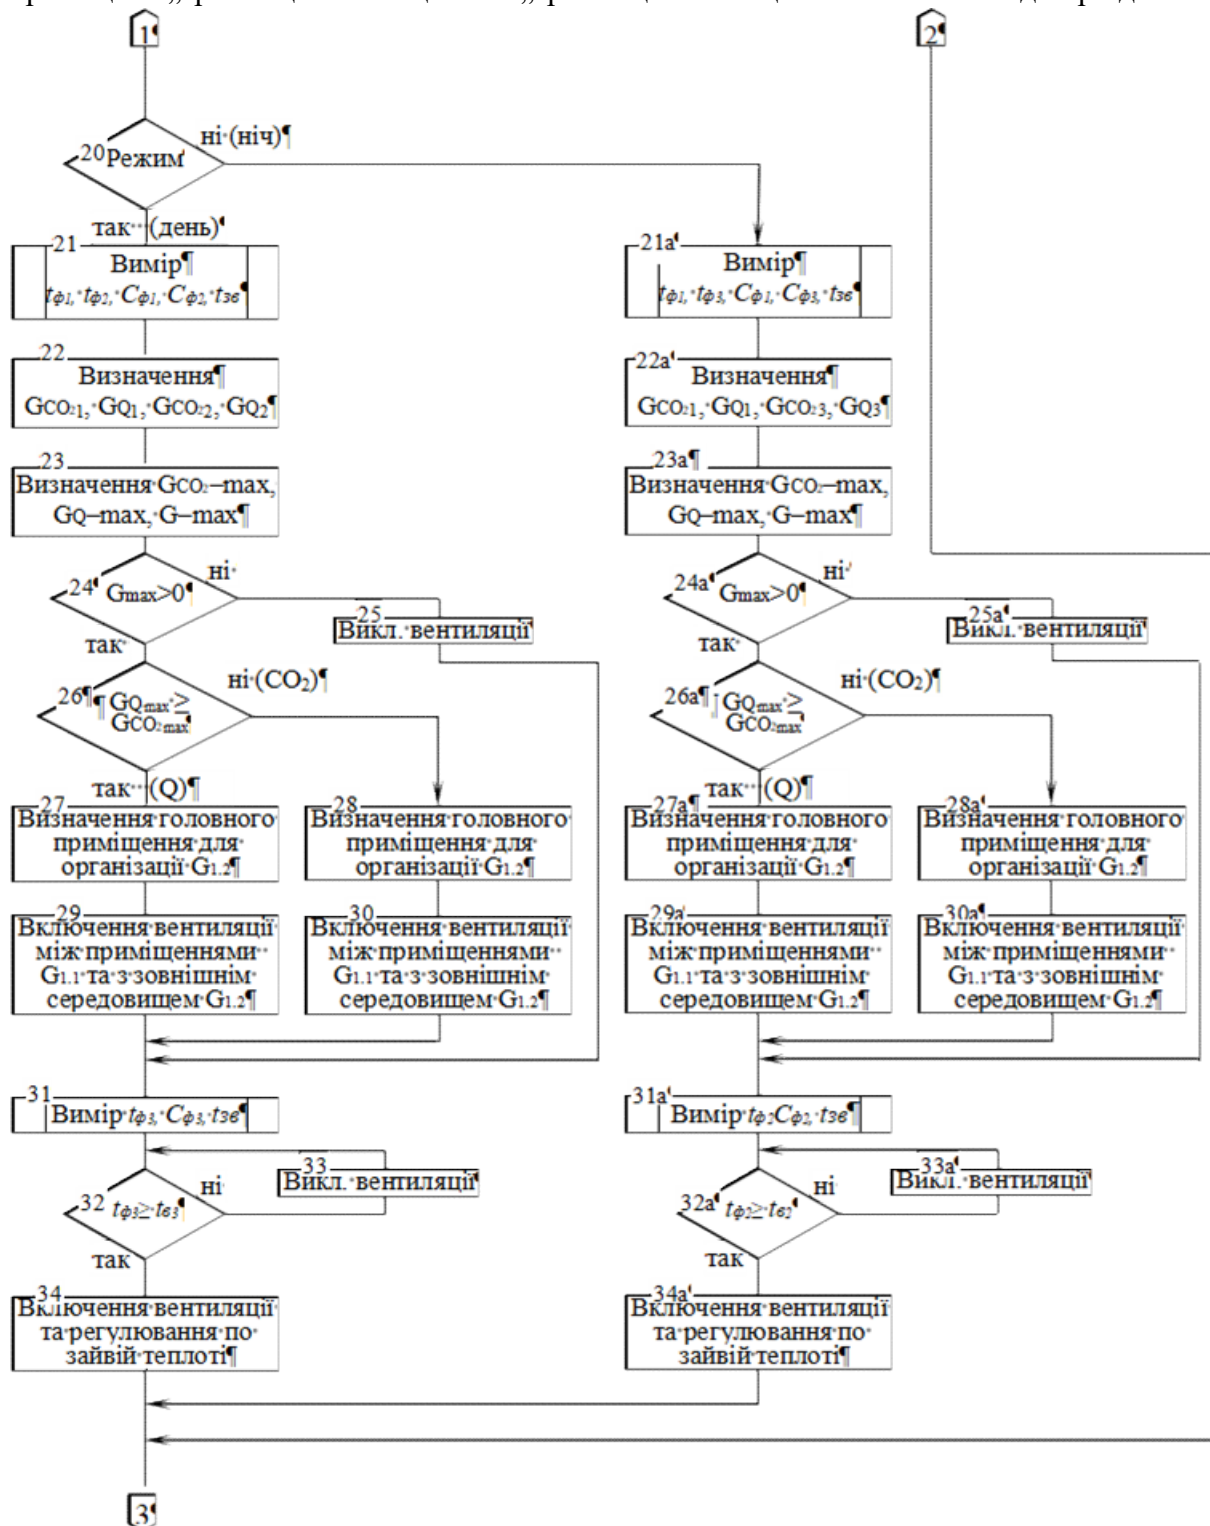 1¶
2¶
20 Режим
ні·(ніч)¶
так···(день)¶
21
Вимір¶
tф1,·tф2,·Cф1,·Cф2,·tзв¶
21а¶
Вимір¶
tф1,·tф3,·Cф1,·Cф3,·tзв¶
22
Визначення¶
GCO21,·GQ1,·GCO22,·GQ2¶
22а¶
Визначення¶
GCO21,·GQ1,·GCO23,·GQ3¶
23
Визначення·GCO2–max,·
GQ–max,·G–max¶
23а¶
Визначення·GCO2–max,
GQ–max,·G–max¶
24¶ Gmax>0¶
ні·
25
Викл.·вентиляції¶
так·
24а¶ Gmax>0¶
ні·
25а¶
Викл.·вентиляції¶
так·
26¶ ¶ GQmax·≥
GCO2max¶
ні·(CO2)¶
так···(Q)¶
26а¶ GQmax·≥
GCO2max¶
ні·(CO2)¶
так···(Q)¶
27
Визначення·головного·
приміщення·для·
організації·G1.2¶
28
Визначення·головного·
приміщення·для·
організації·G1.2¶
27а¶
Визначення·головного·
приміщення·для·
організації·G1.2¶
28а¶
Визначення·головного·
приміщення·для·
організації·G1.2¶
29
Включення·вентиляції·
між·приміщеннями··
G1.1·та·з·зовнішнім·
середовищем·G1.2¶
30
Включення·вентиляції·
між·приміщеннями··
G1.1·та·з·зовнішнім·
середовищем·G1.2¶
29а¶
Включення·вентиляції·
між·приміщеннями··
G1.1·та·з·зовнішнім·
середовищем·G1.2¶
30а¶
Включення·вентиляції·
між·приміщеннями··
G1.1·та·з·зовнішнім·
середовищем·G1.2¶
31
Вимір·tф3,·Cф3,·tзв¶
31а¶
Вимір·tф2Cф2,·tзв¶
32 tф3≥·tв3¶
ні·
33
Викл.·вентиляції¶
так
32а¶ tф2≥·tв2¶
ні
33а¶
Викл.·вентиляції¶
так
34
Включення·вентиляції
та·регулювання·по·
зайвій·теплоті¶
34а¶
Включення·вентиляції
та·регулювання·по·
зайвій·теплоті¶
3¶